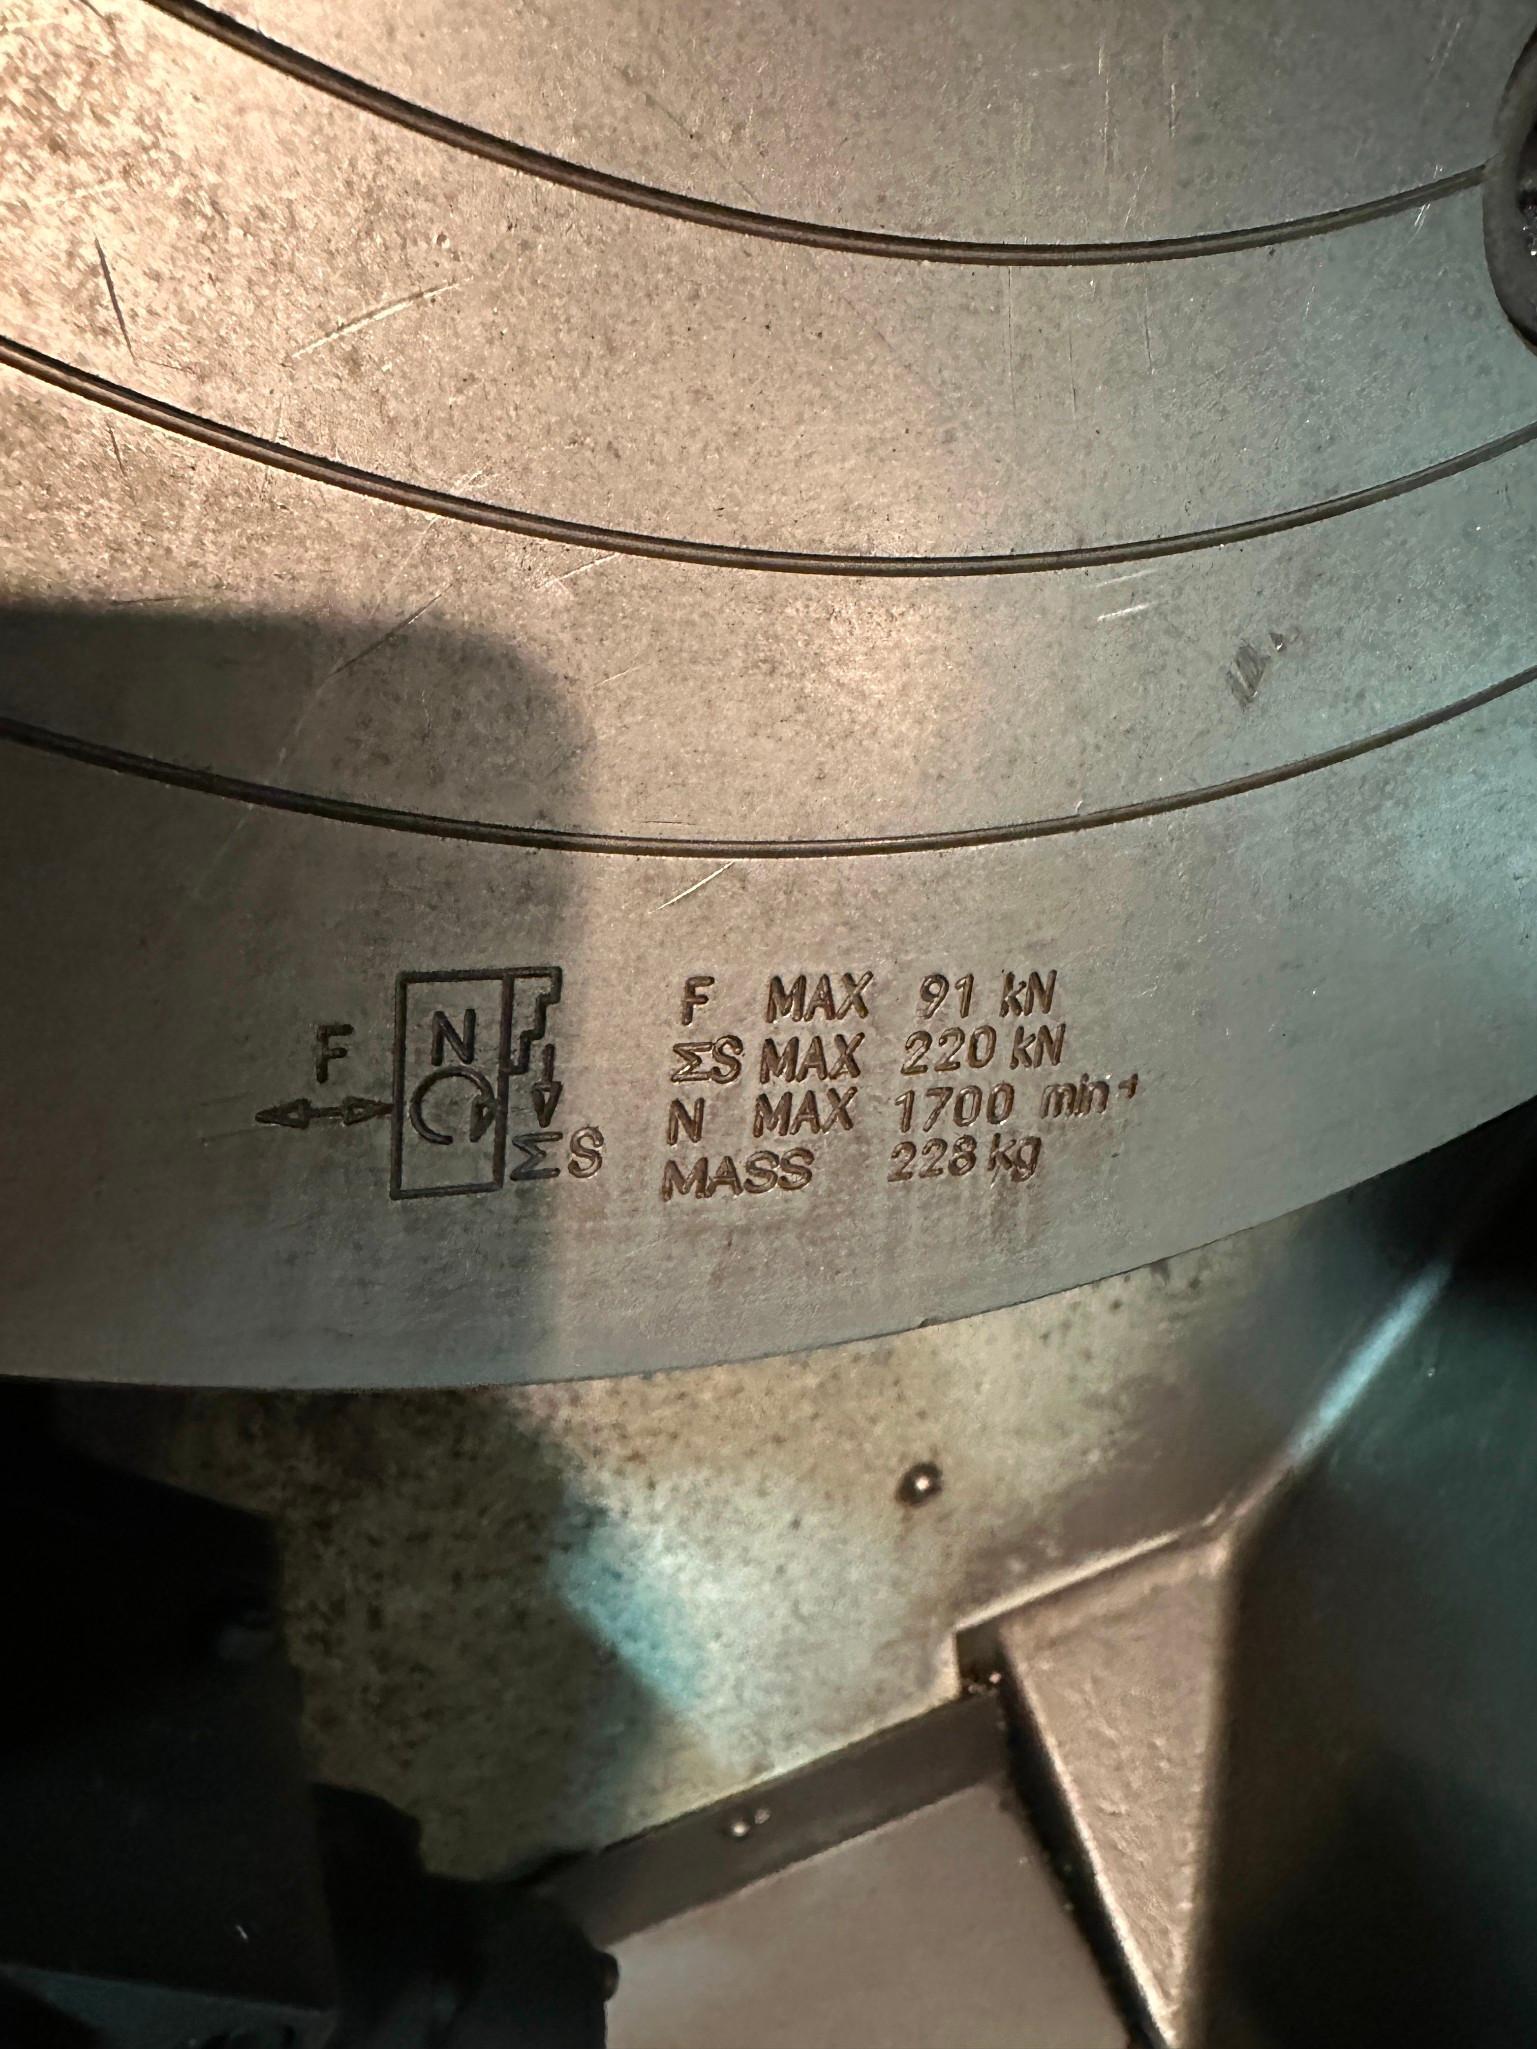 F MAX 91 kN
ΣS MAX 220 kN
N MAX 1700 min⁻¹
MASS 228 kg
F
N
ΣS